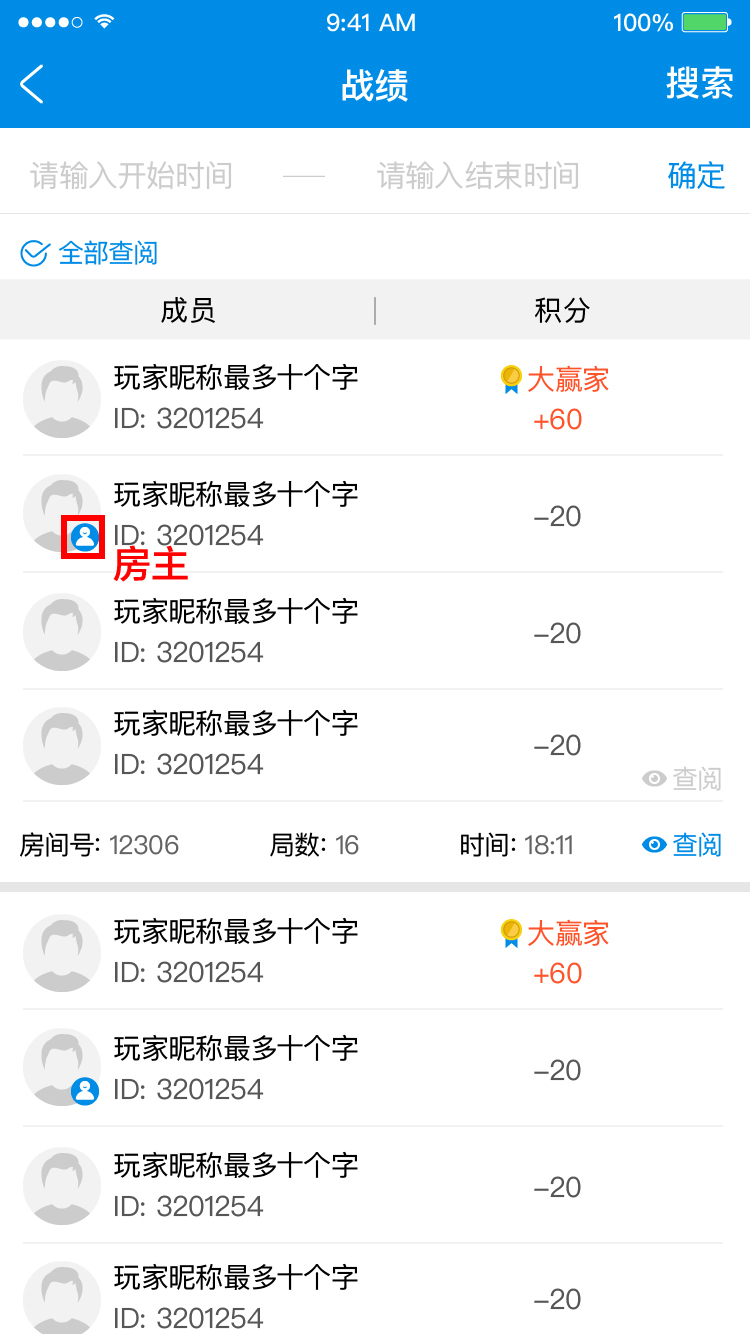 9:41 AM 100%
战绩 搜索
请输入开始时间 —— 请输入结束时间 确定
全部查阅
成员 | 积分
玩家昵称最多十个字 大赢家
ID: 3201254 +60
玩家昵称最多十个字
ID: 3201254 –20
房主
玩家昵称最多十个字
ID: 3201254 –20
玩家昵称最多十个字
ID: 3201254 –20
查阅
房间号: 12306 局数: 16 时间: 18:11 查阅
玩家昵称最多十个字 大赢家
ID: 3201254 +60
玩家昵称最多十个字
ID: 3201254 –20
玩家昵称最多十个字
ID: 3201254 –20
玩家昵称最多十个字
ID: 3201254 –20